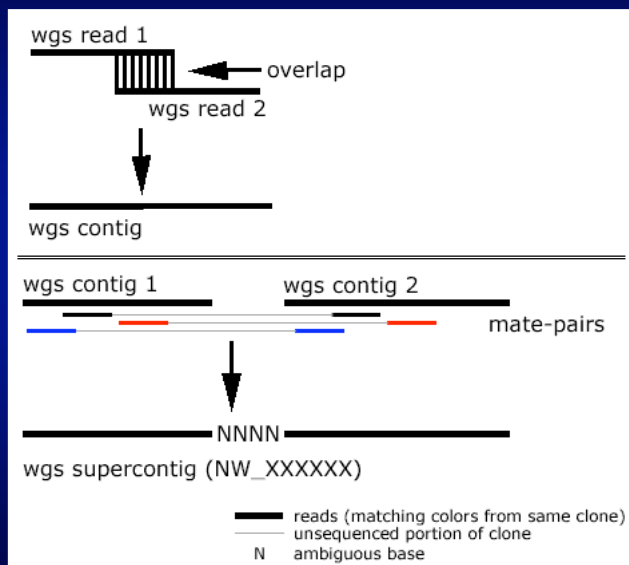 wgs read 1
overlap
wgs read 2
wgs contig
wgs contig 1 wgs contig 2
mate-pairs
NNNN
wgs supercontig (NW_XXXXXX)
reads (matching colors from same clone)
unsequenced portion of clone
N ambiguous base